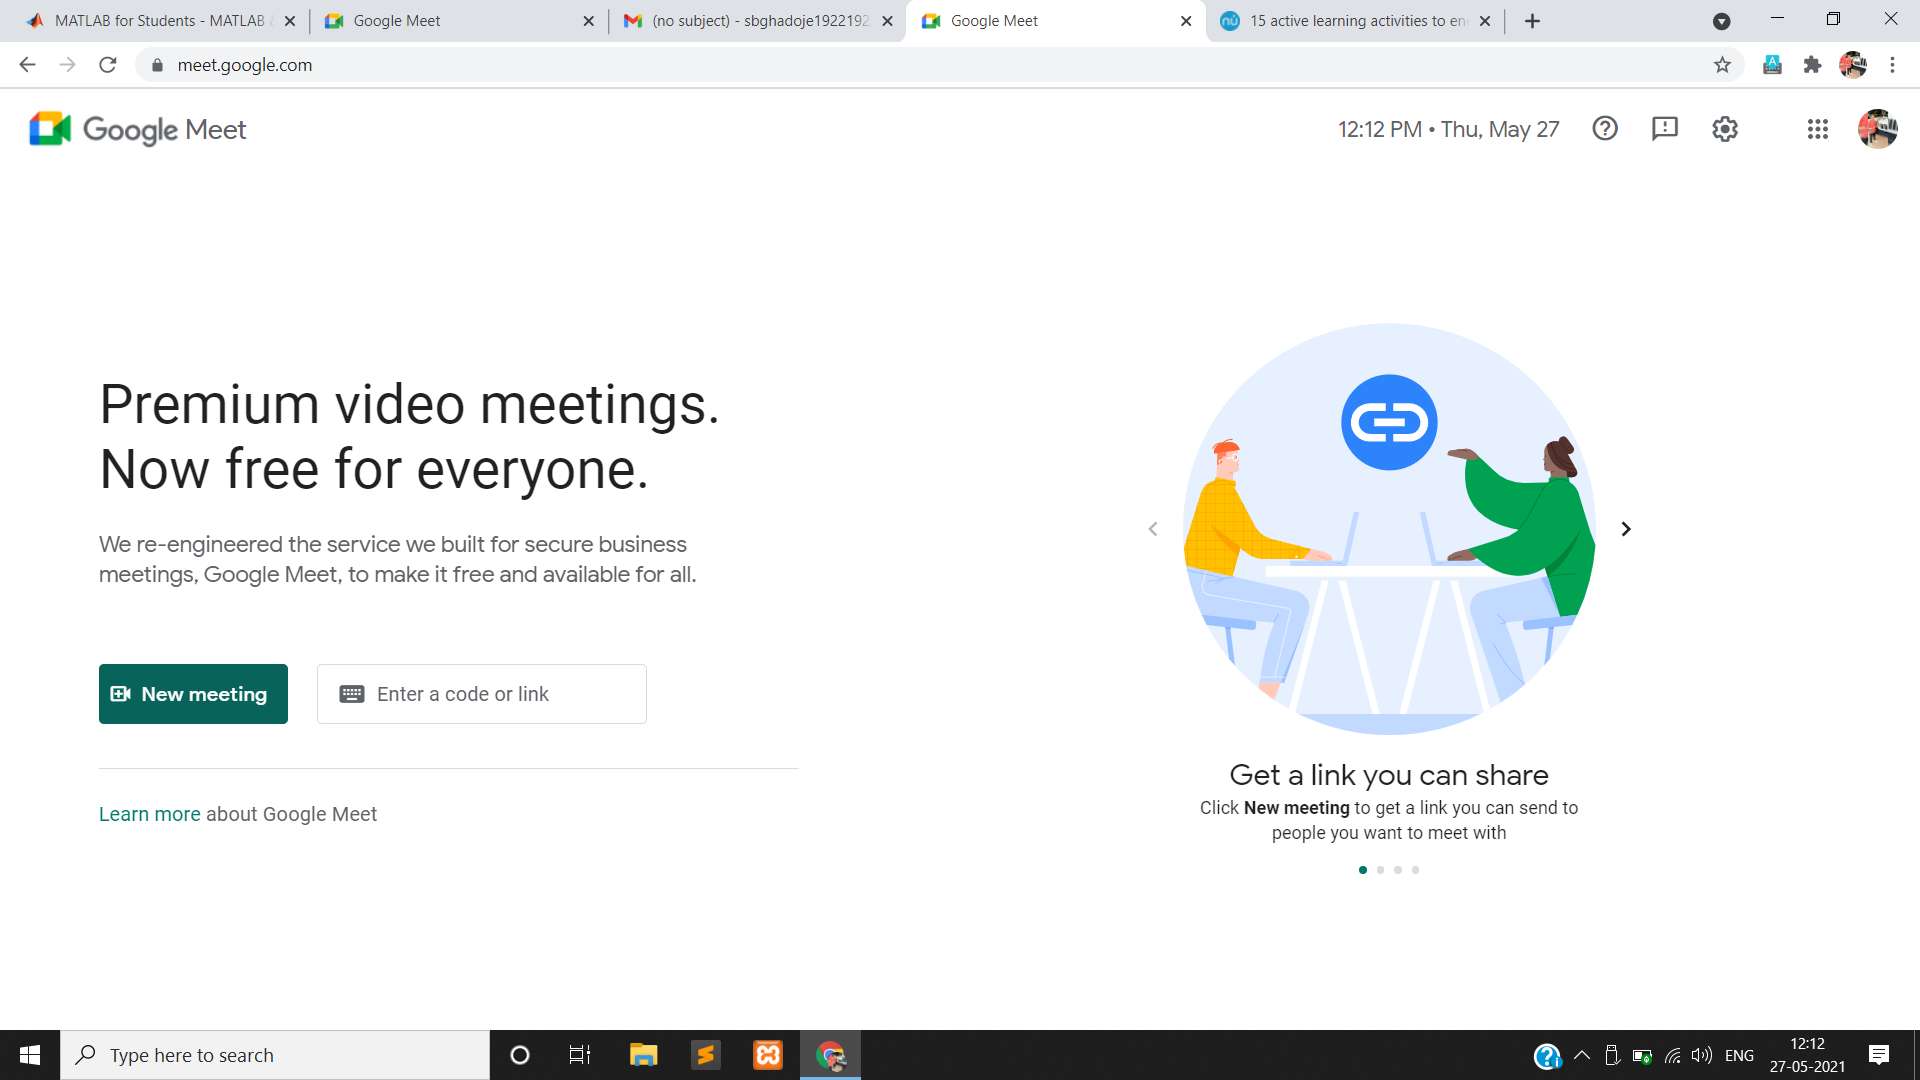 MATLAB for Students - MATLAB
Google Meet
(no subject) - sbghadoje1922192
Google Meet
15 active learning activities to en
meet.google.com
Google Meet
12:12 PM • Thu, May 27
Premium video meetings.
Now free for everyone.
We re-engineered the service we built for secure business
meetings, Google Meet, to make it free and available for all.
New meeting
Enter a code or link
Learn more about Google Meet
Get a link you can share
Click New meeting to get a link you can send to
people you want to meet with
Type here to search
ENG
12:12
27-05-2021